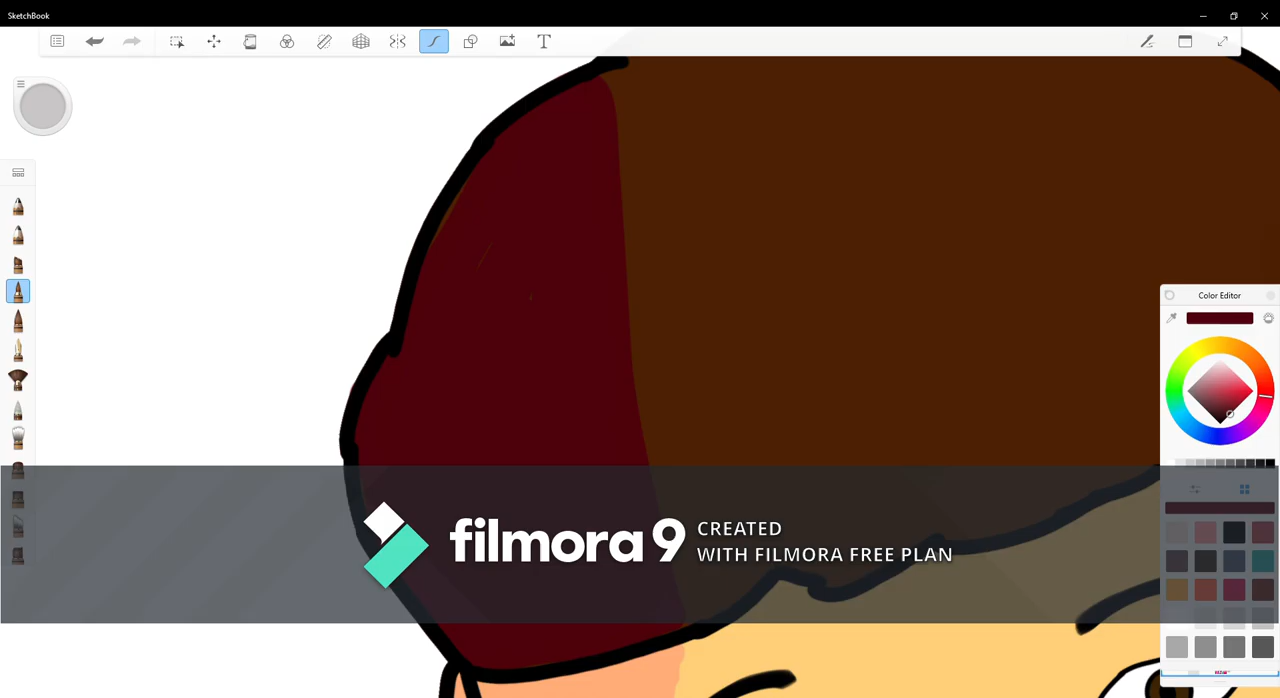 SketchBook
T
Color Editor
filmora 9
CREATED
WITH FILMORA FREE PLAN